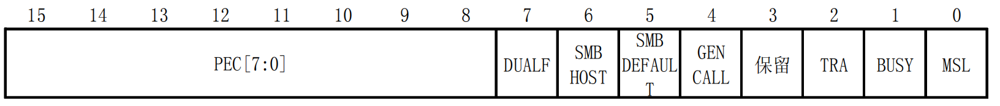 15 14 13 12 11 10 9 8 7 6 5 4 3 2 1 0
PEC[7:0] DUALF SMB HOST SMB DEFAUL T GEN CALL 保留 TRA BUSY MSL